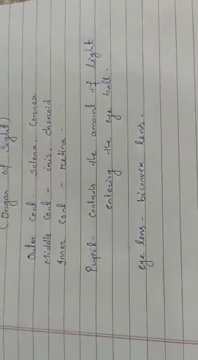 (Organ of sight)
Outer Coat - Sclera, Cornea
Middle Coat - iris, choroid
Inner Coat - retina.
Pupil - Controls the amount of light
entering the eye ball.
eye lens - biconvex lens.